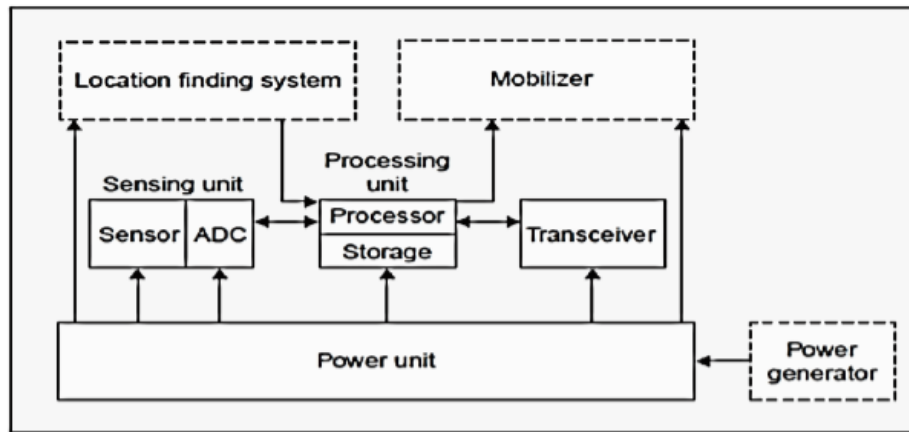 Location finding system
Mobilizer
Processing
unit
Sensing unit
Sensor
ADC
Processor
Storage
Transceiver
Power unit
Power
generator